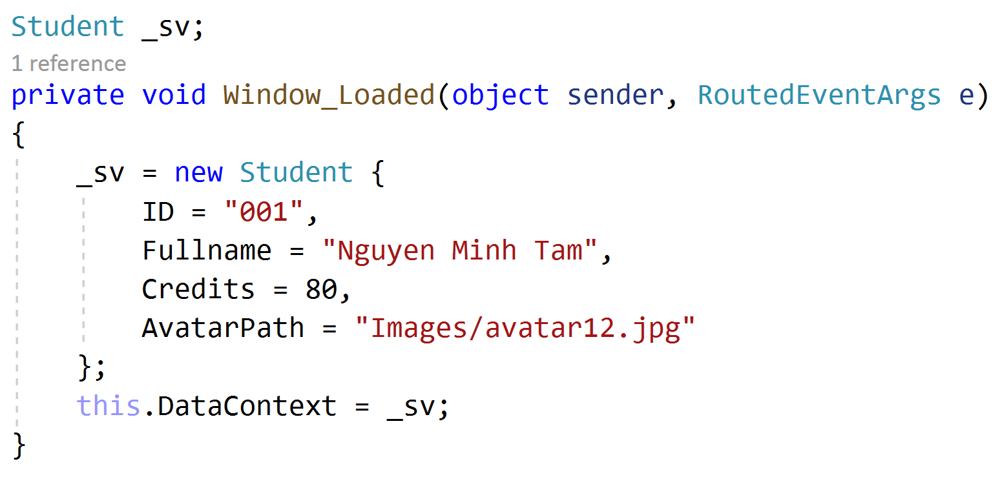 Student _sv;
1 reference
private void Window_Loaded(object sender, RoutedEventArgs e)
{
    _sv = new Student {
        ID = "001",
        Fullname = "Nguyen Minh Tam",
        Credits = 80,
        AvatarPath = "Images/avatar12.jpg"
    };
    this.DataContext = _sv;
}